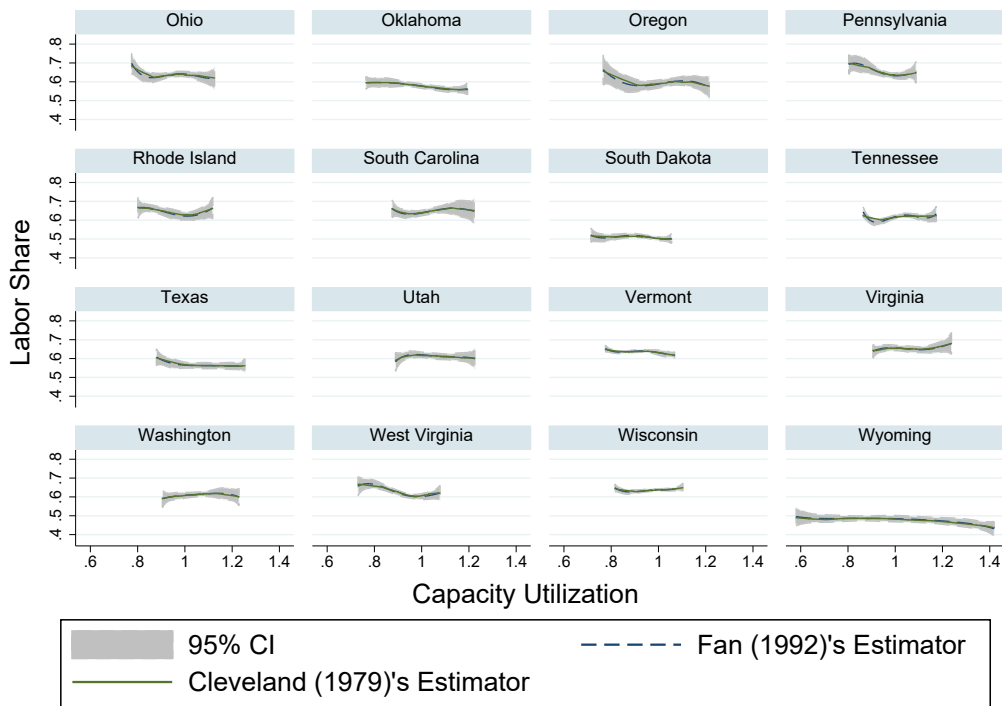 Ohio Oklahoma Oregon Pennsylvania
.8
.7
.6
.5
.4
Rhode Island South Carolina South Dakota Tennessee
.8
.7
.6
.5
.4
Texas Utah Vermont Virginia
.8
.7
.6
.5
.4
Washington West Virginia Wisconsin Wyoming
.8
.7
.6
.5
.4
Labor Share
.6 .8 1 1.2 1.4 .6 .8 1 1.2 1.4 .6 .8 1 1.2 1.4 .6 .8 1 1.2 1.4
Capacity Utilization
95% CI Fan (1992)'s Estimator
Cleveland (1979)'s Estimator